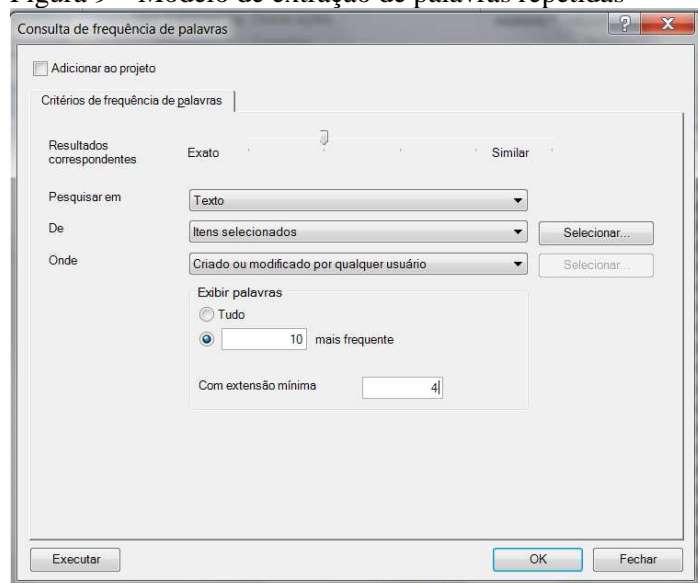 Figura 9 – Modelo de extração de palavras repetidas
Consulta de frequência de palavras
Adicionar ao projeto
Critérios de frequência de palavras
Resultados correspondentes
Exato
Similar
Pesquisar em
Texto
De
Itens selecionados
Selecionar...
Onde
Criado ou modificado por qualquer usuário
Selecionar...
Exibir palavras
Tudo
10 mais frequente
Com extensão mínima
4
Executar
OK
Fechar